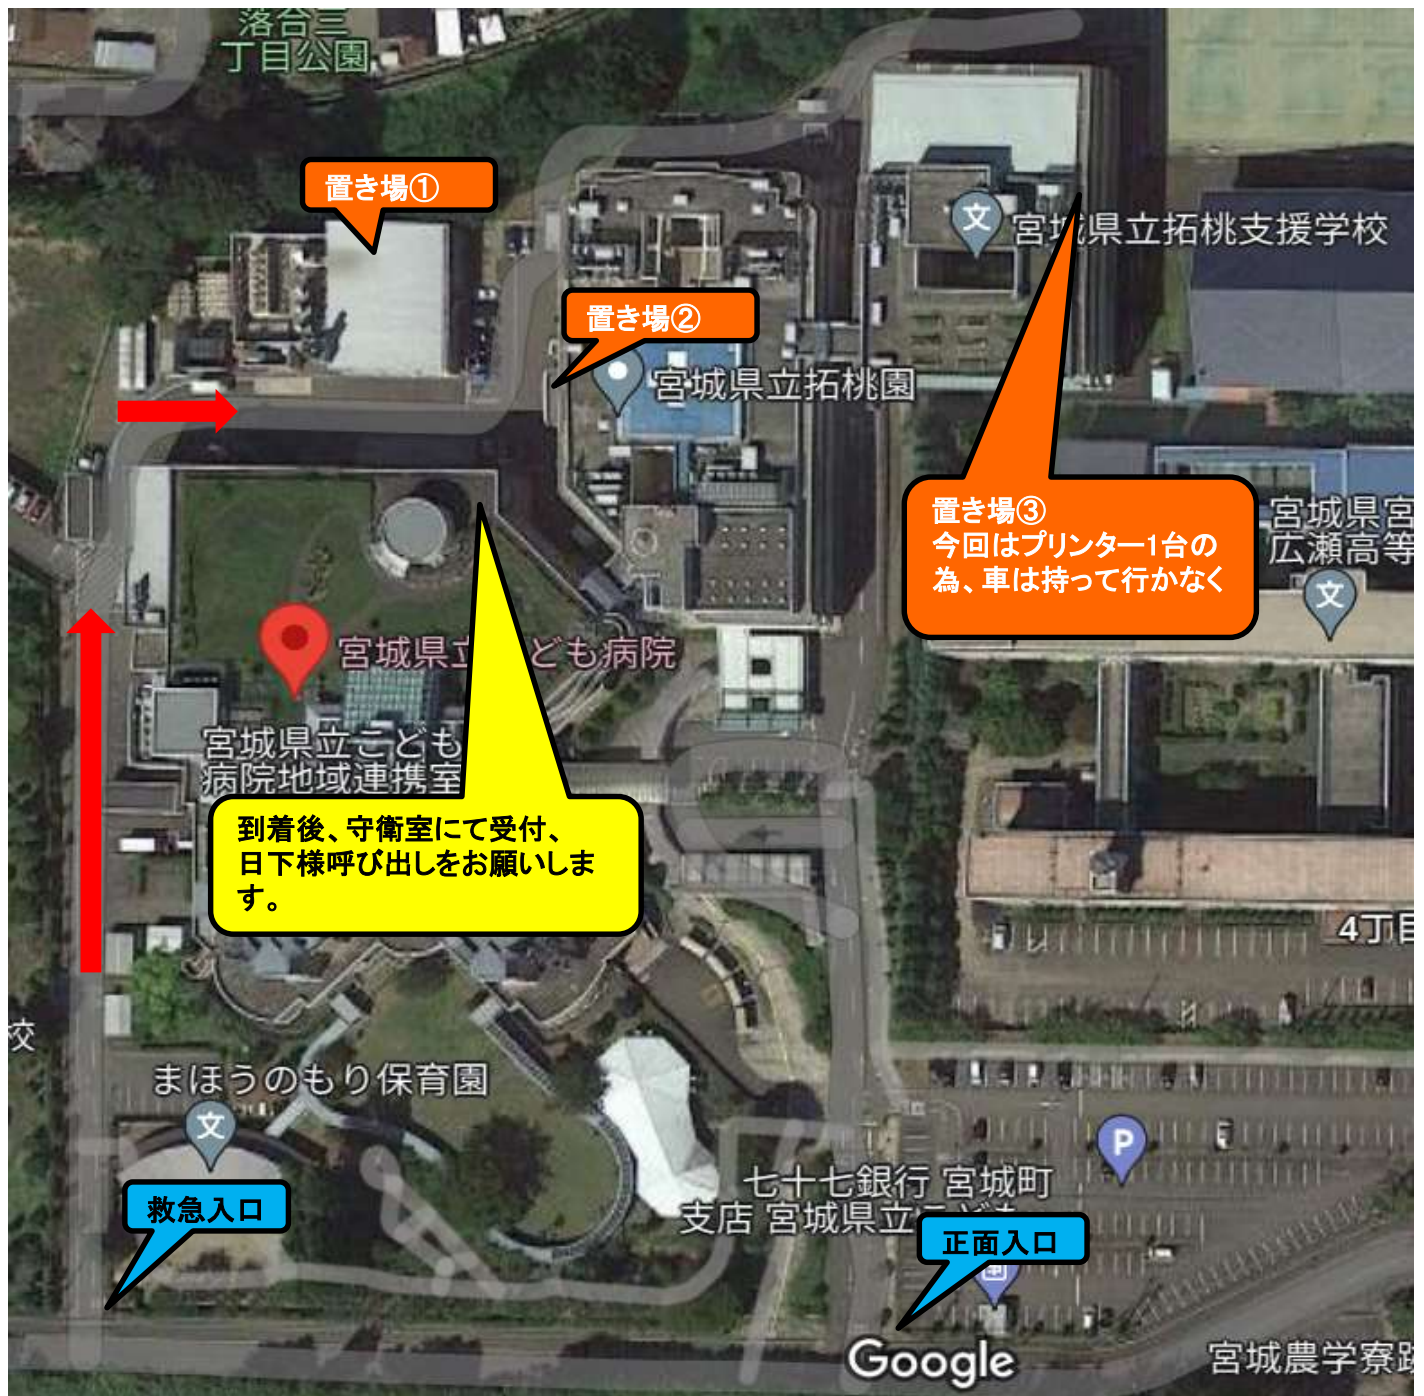 落合三
丁目公園
置き場①
文
宮城県立拓桃支援学校
置き場②
宮城県立拓桃園
置き場③
今回はプリンター1台の
為、車は持って行かなく
宮城県宮
広瀬高等
文
宮城県立
ども病院
宮城県立こども
病院地域連携室
到着後、守衛室にて受付、
日下様呼び出しをお願いしま
す。
4丁目
校
まほうのもり保育園
文
P
七十七銀行 宮城町
支店 宮城県立
救急入口
正面入口
Google
宮城農学寮跡